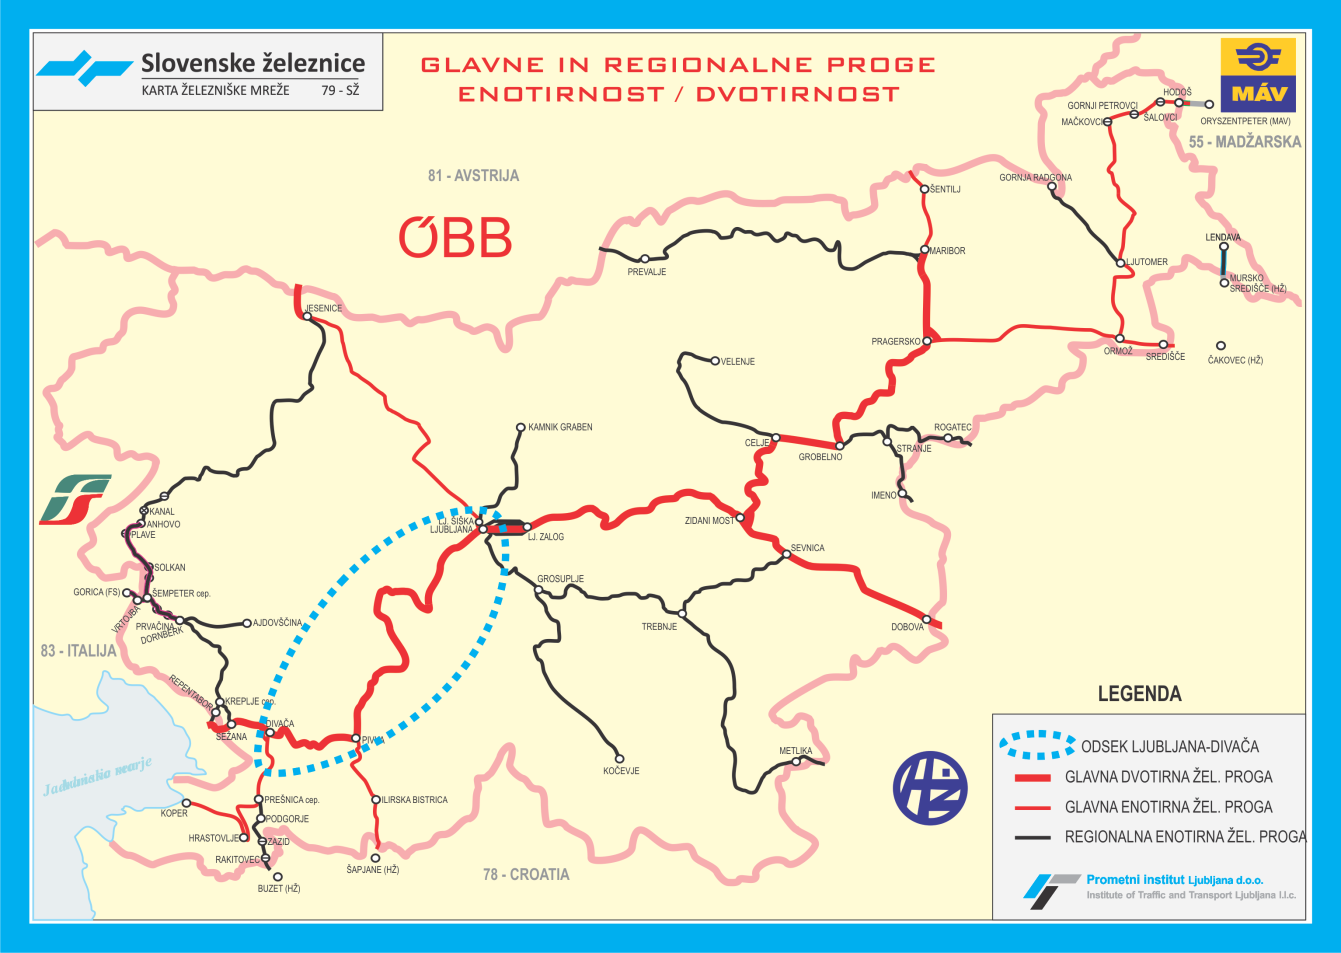 Slovenske železnice
KARTA ŽELEZNIŠKE MREŽE 79 - SŽ
GLAVNE IN REGIONALNE PROGE
ENOTIRNOST / DVOTIRNOST
MÁV
HODOŠ
GORNJI PETROVCI
ŠALOVCI
MAČKOVCI
ORYSZENTPETER (MAV)
55 - MADŽARSKA
81 - AVSTRIJA
ÖBB
GORNJA RADGONA
ŠENTILJ
LENDAVA
MARIBOR
PREVALJE
LJUTOMER
MURSKO
SREDIŠČE (HŽ)
JESENICE
PRAGERSKO
ORMOŽ
SREDIŠČE
ČAKOVEC (HŽ)
VELENJE
KAMNIK GRABEN
CELJE
GROBELNO
ROGATEC
STRANJE
IMENO
KANAL
ANHOVO
PLAVE
LJ. ŠIŠKA
LJUBLJANA
LJ. ZALOG
ZIDANI MOST
SEVNICA
SOLKAN
GORICA (FS)
ŠEMPETER cep.
VRTOJBA
PRVAČINA
DORNBERK
AJDOVŠČINA
GROSUPLJE
TREBNJE
DOBOVA
83 - ITALIJA
REPENTABOR
KREPLJE cep.
SEŽANA
DIVAČA
PIVKA
METLIKA
KOČEVJE
Jadransko morje
KOPER
PREŠNICA cep.
PODGORJE
HRASTOVLJE
ZAZID
RAKITOVEC
BUZET (HŽ)
ILIRSKA BISTRICA
ŠAPJANE (HŽ)
78 - CROATIA
HŽ
LEGENDA
ODSEK LJUBLJANA-DIVAČA
GLAVNA DVOTIRNA ŽEL. PROGA
GLAVNA ENOTIRNA ŽEL. PROGA
REGIONALNA ENOTIRNA ŽEL. PROGA
Prometni institut Ljubljana d.o.o.
Institute of Traffic and Transport Ljubljana l.l.c.